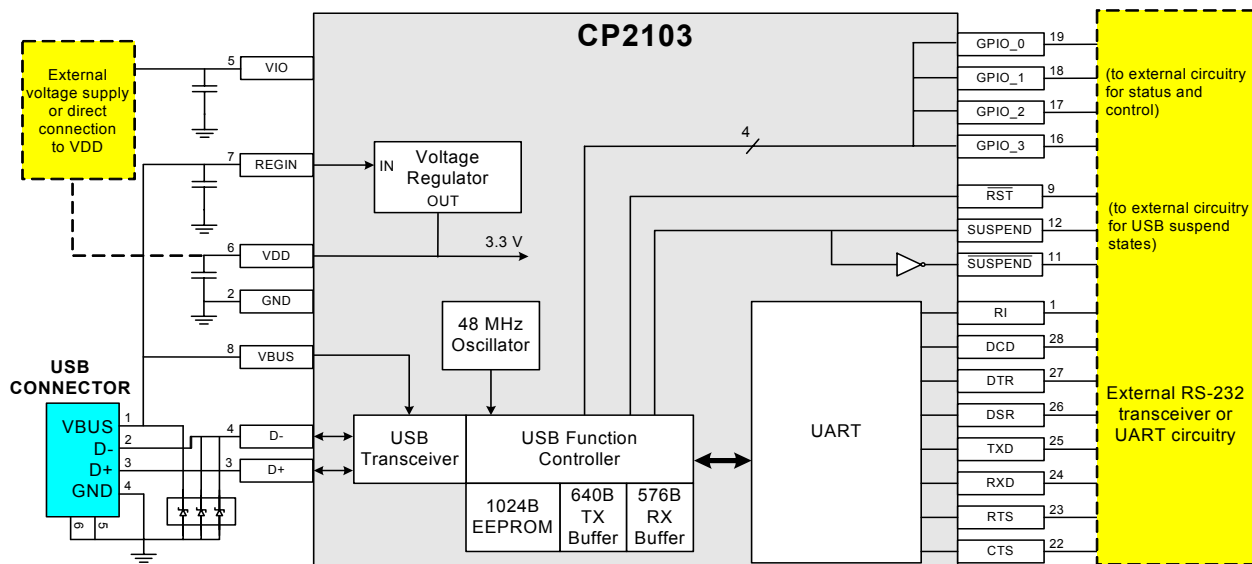 CP2103
External
voltage supply
or direct
connection
to VDD
5
VIO
7
REGIN
IN
Voltage
Regulator
OUT
6
VDD
3.3 V
2
GND
48 MHz
Oscillator
8
VBUS
USB
CONNECTOR
VBUS
D-
D+
GND
1
2
3
4
6
5
4
D-
3
D+
USB
Transceiver
USB Function
Controller
1024B
EEPROM
640B
TX
Buffer
576B
RX
Buffer
UART
4
GPIO_0
19
GPIO_1
18
GPIO_2
17
GPIO_3
16
RST
9
SUSPEND
12
SUSPEND
11
RI
1
DCD
28
DTR
27
DSR
26
TXD
25
RXD
24
RTS
23
CTS
22
(to external circuitry
for status and
control)
(to external circuitry
for USB suspend
states)
External RS-232
transceiver or
UART circuitry